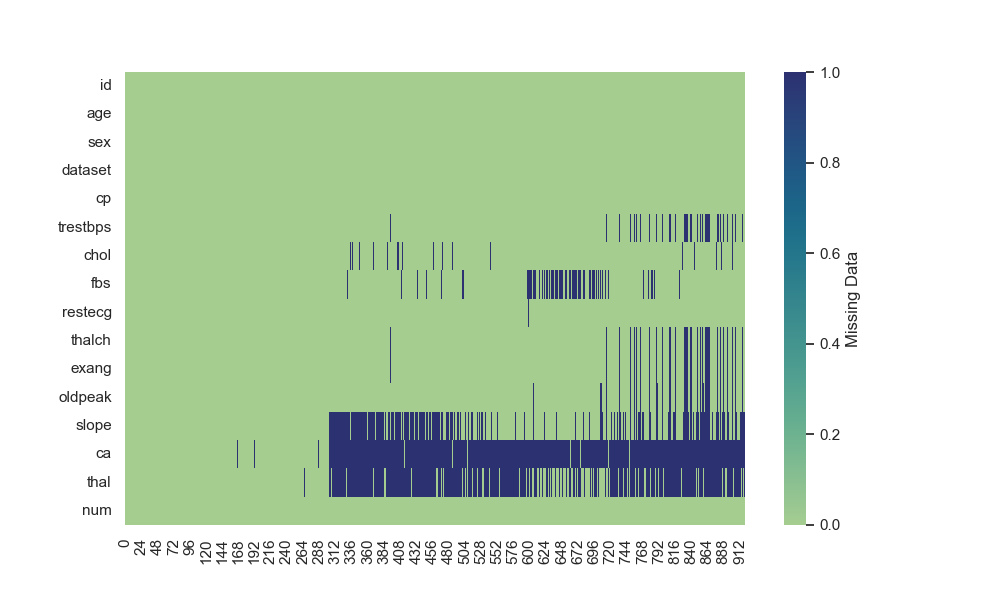 id
age
sex
dataset
cp
trestbps
chol
fbs
restecg
thalch
exang
oldpeak
slope
ca
thal
num
0
24
48
72
96
120
144
168
192
216
240
264
288
312
336
360
384
408
432
456
480
504
528
552
576
600
624
648
672
696
720
744
768
792
816
840
864
888
912
1.0
0.8
0.6
0.4
0.2
0.0
Missing Data